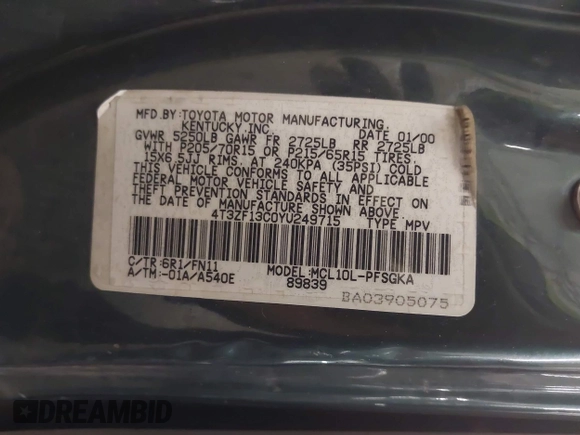 MFD.BY:TOYOTA MOTOR MANUFACTURING,
KENTUCKY,INC. DATE 01/00
GVWR 5250LB GAWR FR 2725LB RR 2725LB
WITH P205/70R15 OR P215/65R15 TIRES,
15X6.5JJ RIMS, AT 240KPA (35PSI) COLD
THIS VEHICLE CONFORMS TO ALL APPLICABLE
FEDERAL MOTOR VEHICLE SAFETY AND
THEFT PREVENTION STANDARDS IN EFFECT ON
THE DATE OF MANUFACTURE SHOWN ABOVE.
4T3ZF13C0YU249715 TYPE:MPV
C/TR:6R1/FN11 MODEL:MCL10L-PFSGKA
A/TM:-01A/A540E 89839
BA03905075
DREAMBID